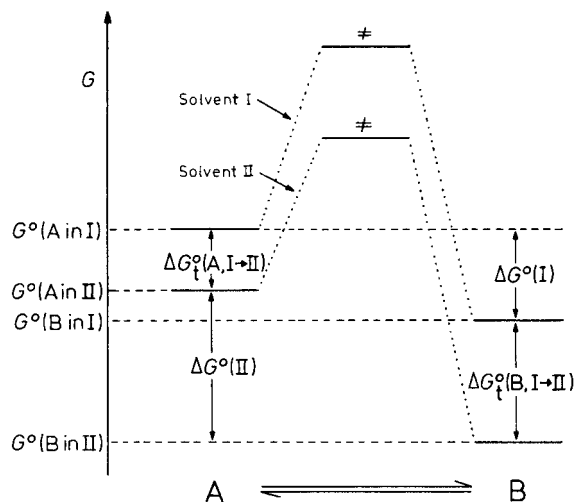 ≠
G
Solvent I
≠
Solvent II
G°(A in I)
ΔG°t(A, I→II)
ΔG°(I)
G°(A in II)
G°(B in I)
ΔG°(II)
ΔG°t(B, I→II)
G°(B in II)
A ⇌ B